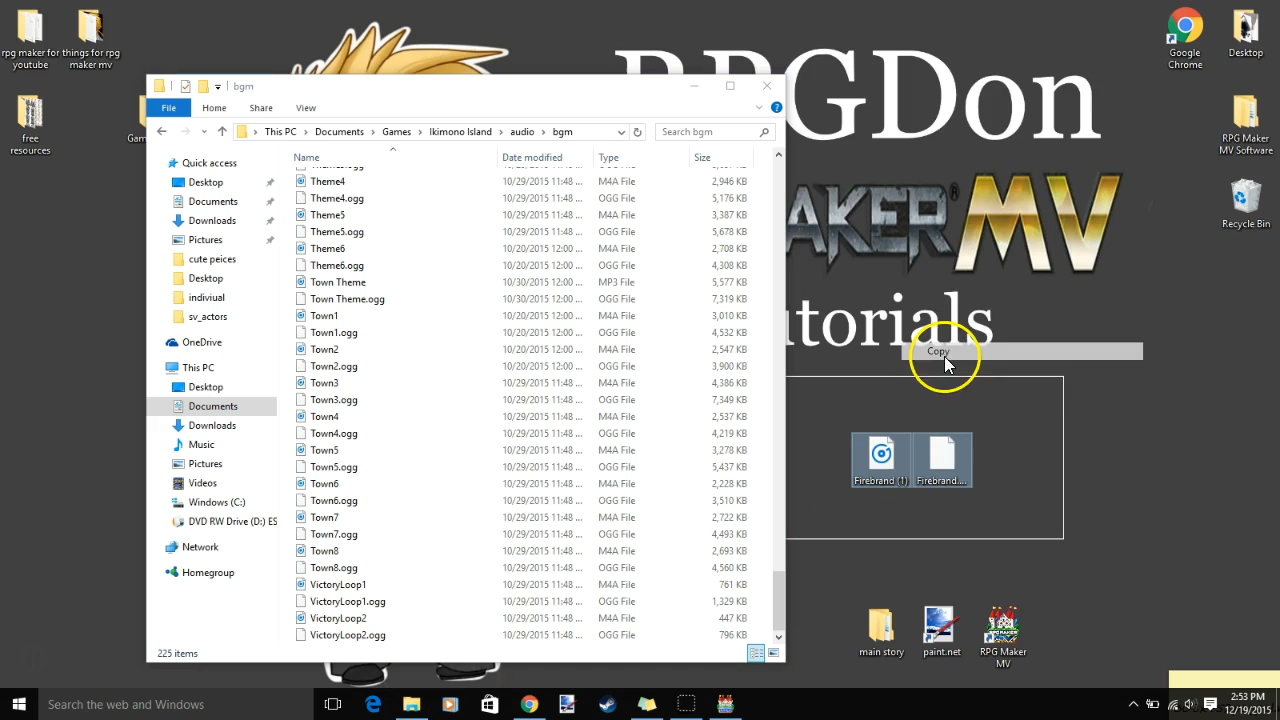 rpg maker for
youtube
things for rpg
maker mv
free
resources
RPGDon
MAKER® MV
Google
Chrome
Desktop
RPG Maker
MV Software
Recycle Bin
bgm
File Home Share View
This PC Documents Games Ikimono Island audio bgm
Search bgm
Quick access
Desktop
Documents
Downloads
Pictures
cute peices
Desktop
indiviual
sv_actors
OneDrive
This PC
Desktop
Documents
Downloads
Music
Pictures
Videos
Windows (C:)
DVD RW Drive (D:) ES
Network
Homegroup
Name Date modified Type Size
Theme4 10/29/2015 11:48 ... M4A File 2,946 KB
Theme4.ogg 10/29/2015 11:48 ... OGG File 5,176 KB
Theme5 10/29/2015 11:48 ... M4A File 3,387 KB
Theme5.ogg 10/29/2015 11:48 ... OGG File 5,678 KB
Theme6 10/20/2015 12:00 ... M4A File 2,708 KB
Theme6.ogg 10/20/2015 12:00 ... OGG File 4,308 KB
Town Theme 10/30/2015 12:00 ... MP3 File 5,577 KB
Town Theme.ogg 10/30/2015 12:00 ... OGG File 7,319 KB
Town1 10/20/2015 12:00 ... M4A File 3,010 KB
Town1.ogg 10/20/2015 12:00 ... OGG File 4,532 KB
Town2 10/20/2015 12:00 ... M4A File 2,547 KB
Town2.ogg 10/20/2015 12:00 ... OGG File 3,900 KB
Town3 10/29/2015 11:48 ... M4A File 4,386 KB
Town3.ogg 10/29/2015 11:48 ... OGG File 7,349 KB
Town4 10/29/2015 11:48 ... M4A File 2,537 KB
Town4.ogg 10/29/2015 11:48 ... OGG File 4,219 KB
Town5 10/29/2015 11:48 ... M4A File 3,278 KB
Town5.ogg 10/29/2015 11:48 ... OGG File 5,437 KB
Town6 10/29/2015 11:48 ... M4A File 2,228 KB
Town6.ogg 10/29/2015 11:48 ... OGG File 3,510 KB
Town7 10/29/2015 11:48 ... M4A File 2,722 KB
Town7.ogg 10/29/2015 11:48 ... OGG File 4,493 KB
Town8 10/29/2015 11:48 ... M4A File 2,693 KB
Town8.ogg 10/29/2015 11:48 ... OGG File 4,560 KB
VictoryLoop1 10/29/2015 11:48 ... M4A File 761 KB
VictoryLoop1.ogg 10/29/2015 11:48 ... OGG File 1,329 KB
VictoryLoop2 10/29/2015 11:48 ... M4A File 447 KB
VictoryLoop2.ogg 10/29/2015 11:48 ... OGG File 796 KB
225 items
utorials
Copy
Firebrand (1)
Firebrand....
main story
paint.net
RPG Maker
MV
Search the web and Windows
2:53 PM
12/19/2015